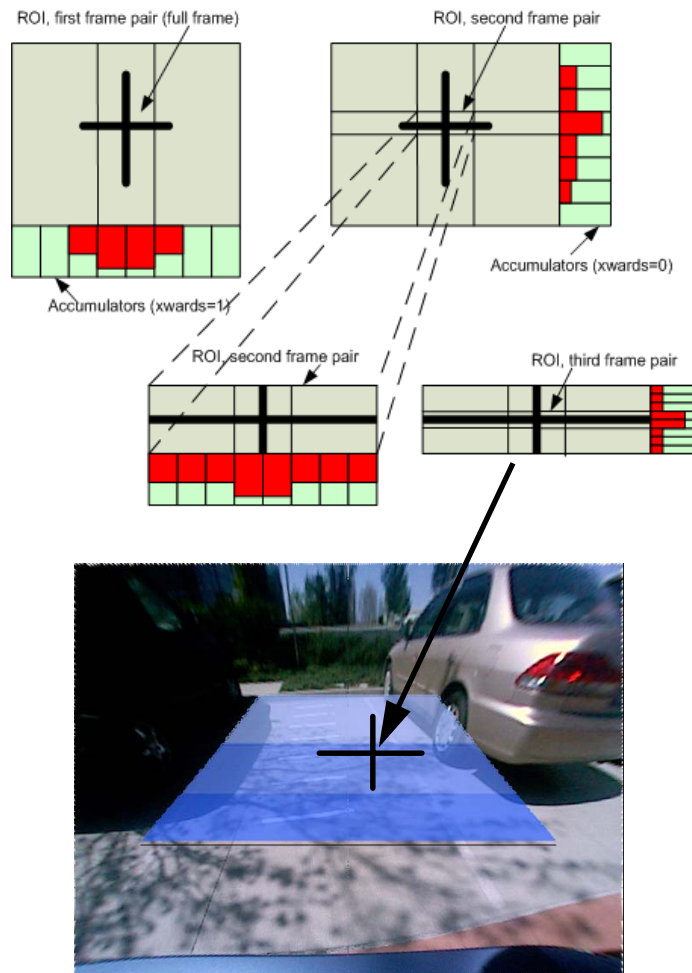 ROI, first frame pair (full frame)
ROI, second frame pair
Accumulators (xwards=0)
Accumulators (xwards=1)
ROI, second frame pair
ROI, third frame pair